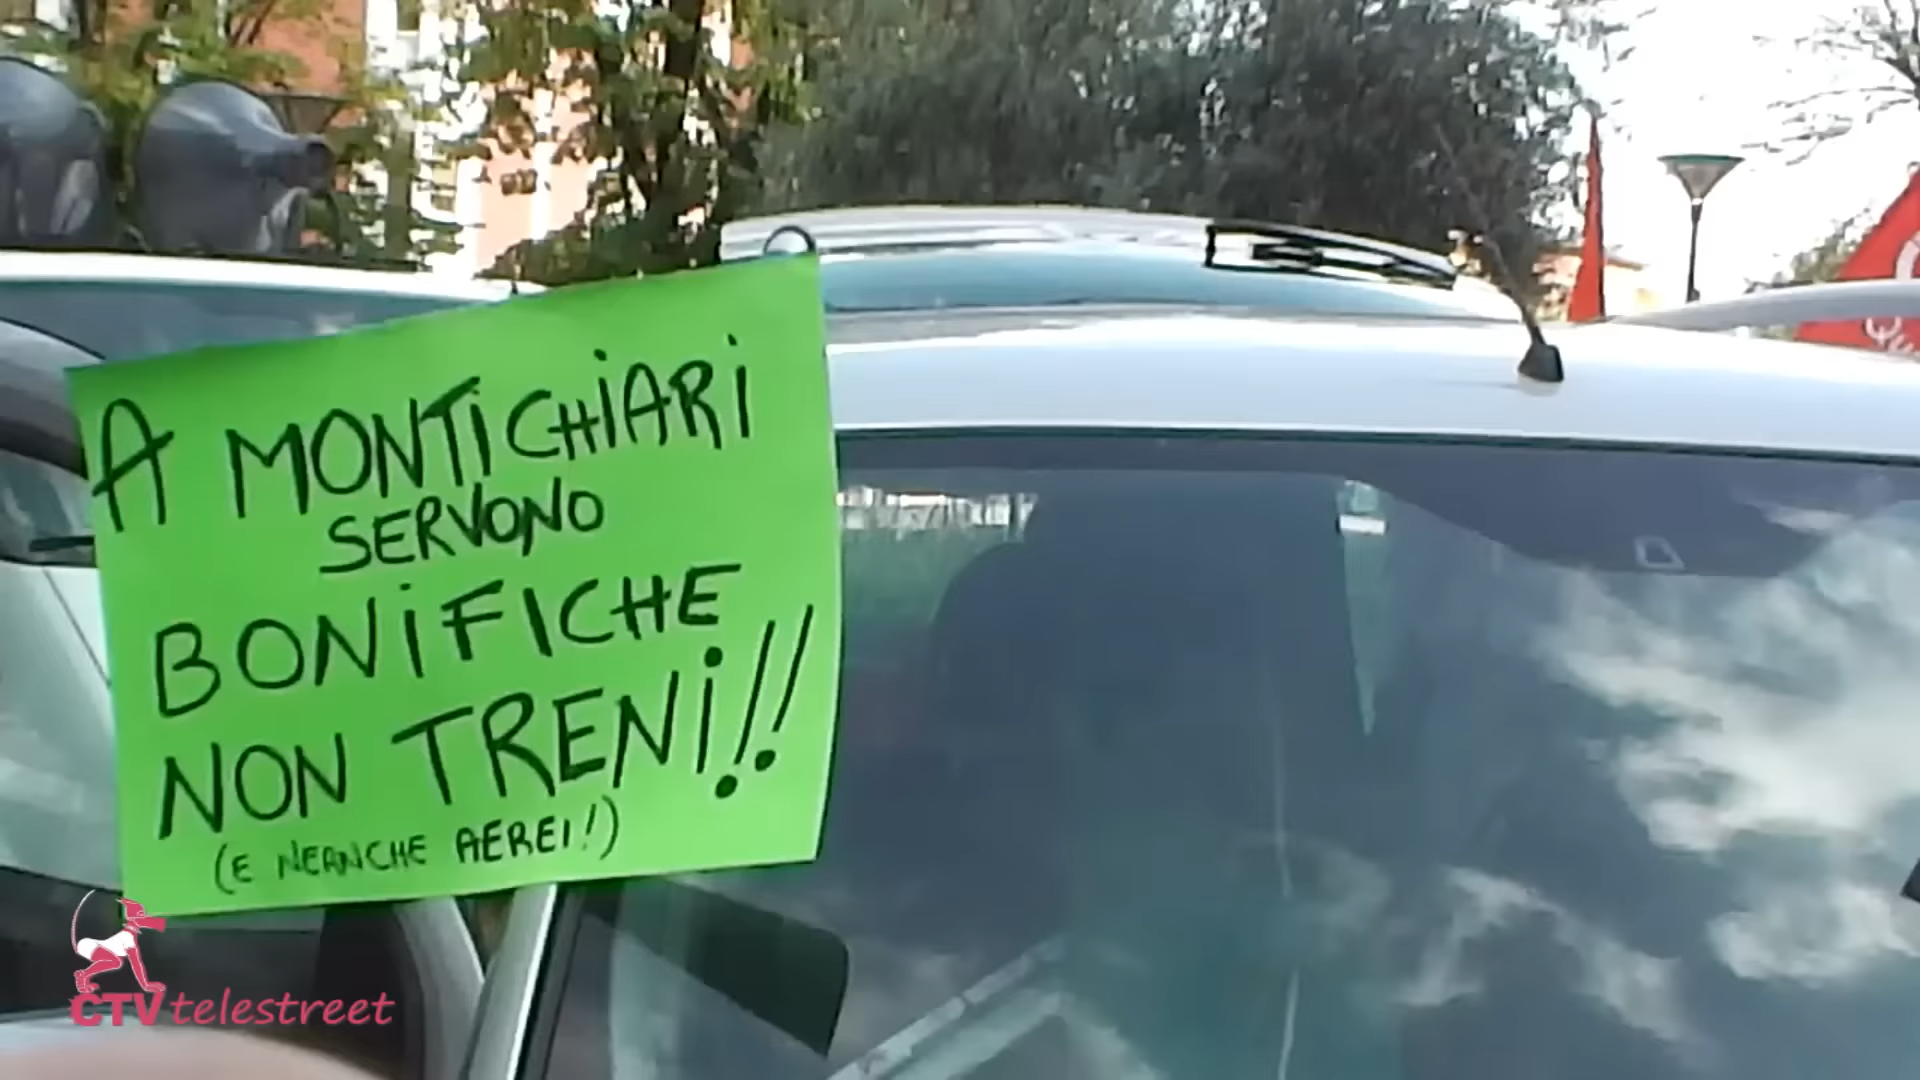 A MONTICHIARI
SERVONO
BONIFICHE
NON TRENI!!
(E NEANCHE AEREI!)
CTV telestreet